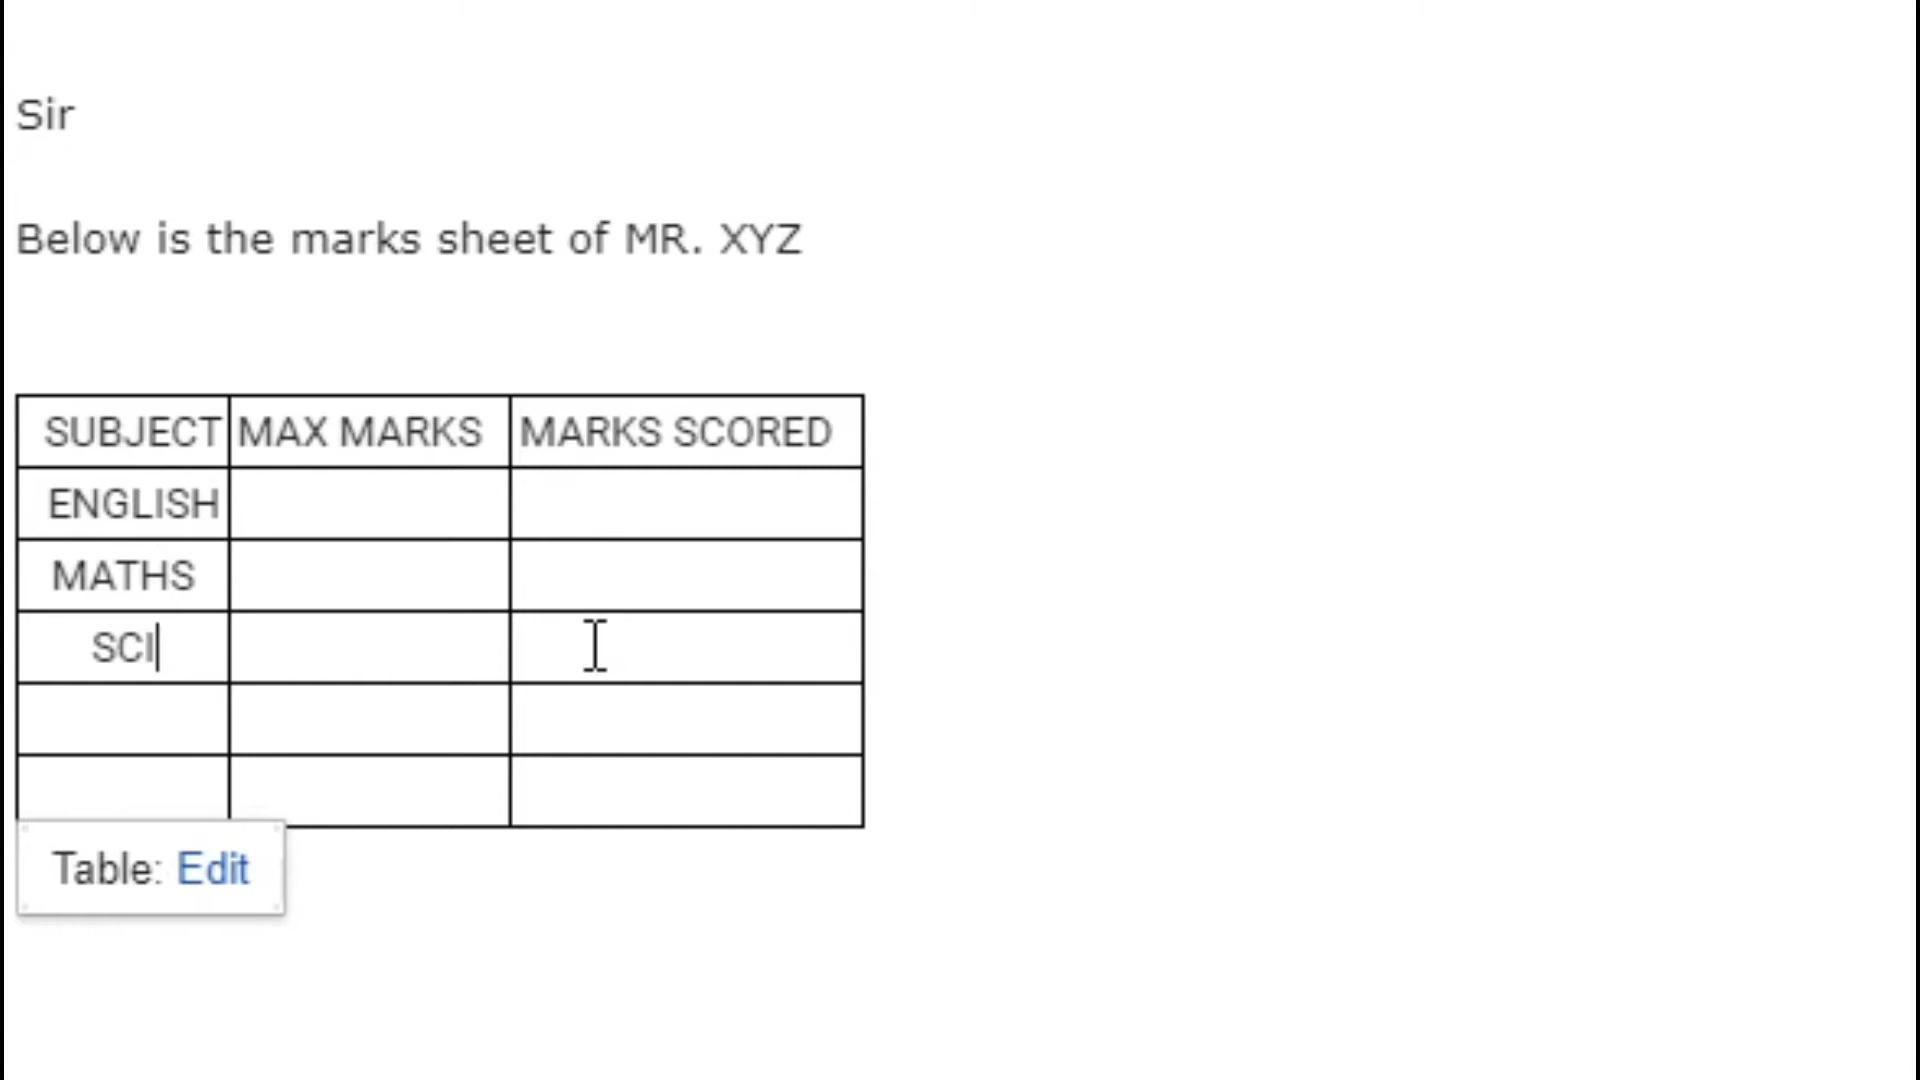 Sir
Below is the marks sheet of MR. XYZ
SUBJECT MAX MARKS MARKS SCORED
ENGLISH
MATHS
SCI
Table: Edit